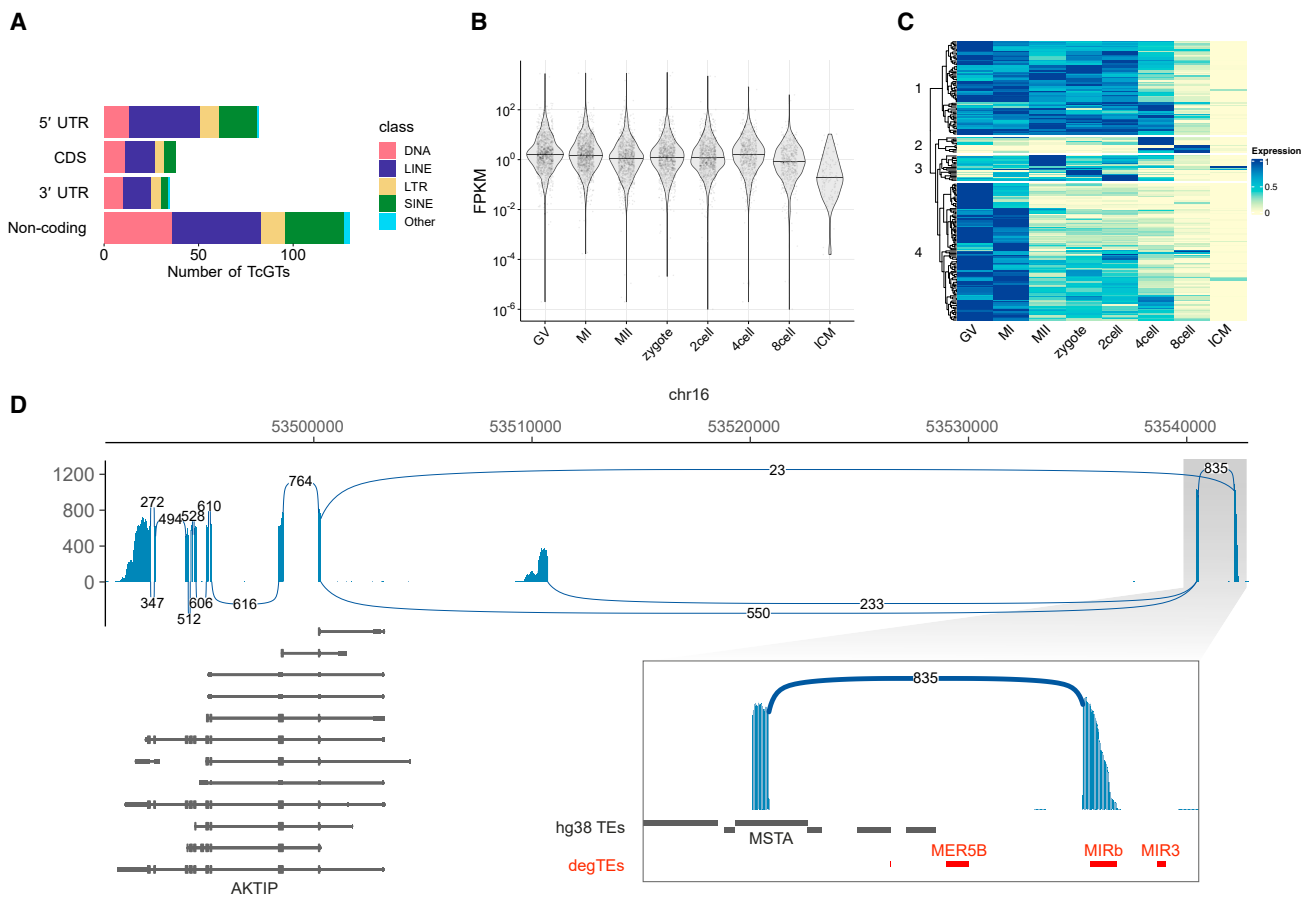 A
5′ UTR
CDS
3′ UTR
Non-coding
0
50
100
Number of TcGTs
class
DNA
LINE
LTR
SINE
Other
B
FPKM
10²
10⁰
10⁻²
10⁻⁴
10⁻⁶
GV
MI
MII
zygote
2cell
4cell
8cell
ICM
C
1
2
3
4
GV
MI
MII
zygote
2cell
4cell
8cell
ICM
Expression
1
0.5
0
D
chr16
53500000
53510000
53520000
53530000
53540000
1200
800
400
0
272
494
528
610
764
23
835
347
512
606
616
233
550
AKTIP
835
hg38 TEs
MSTA
degTEs
MER5B
MIRb
MIR3